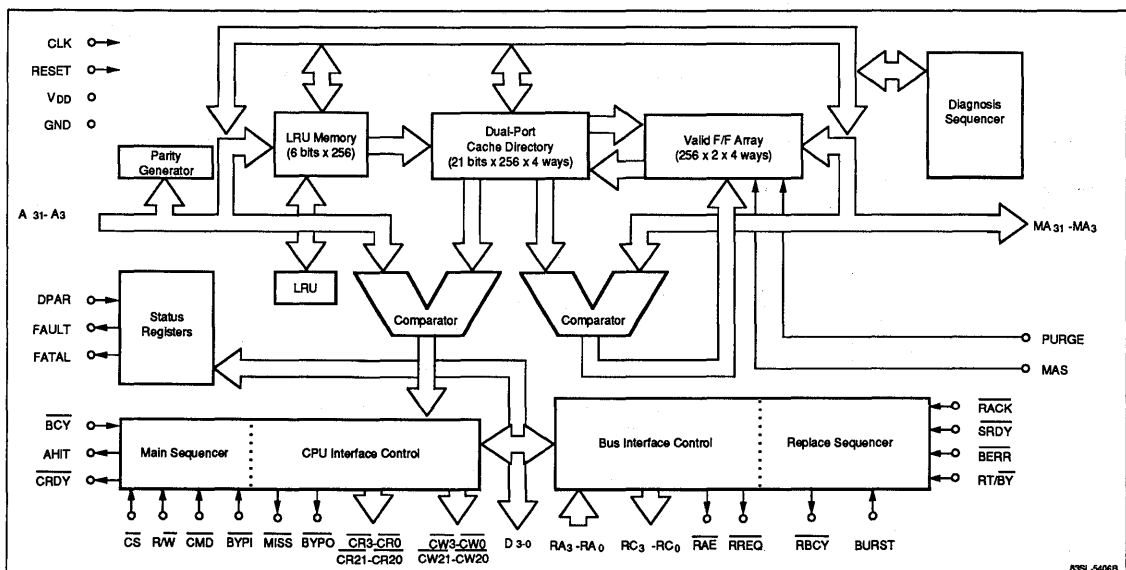 CLK
RESET
VDD
GND
LRU Memory
(6 bits x 256)
Dual-Port
Cache Directory
(21 bits x 256 x 4 ways)
Valid F/F Array
(256 x 2 x 4 ways)
Diagnosis
Sequencer
Parity
Generator
A 31- A3
MA31 -MA3
LRU
Comparator
Comparator
DPAR
FAULT
FATAL
Status
Registers
PURGE
MAS
BCY
AHIT
CRDY
Main Sequencer
CPU Interface Control
Bus Interface Control
Replace Sequencer
RACK
SRDY
BERR
RT/BY
CS
R/W
CMD
BYPI
MISS
BYPO
CR3-CR0
CR21-CR20
CW3-CW0
CW21-CW20
D 3-0
RA3 -RA0
RC3 -RC0
RAE
RREQ
RBCY
BURST
83SL-5406B